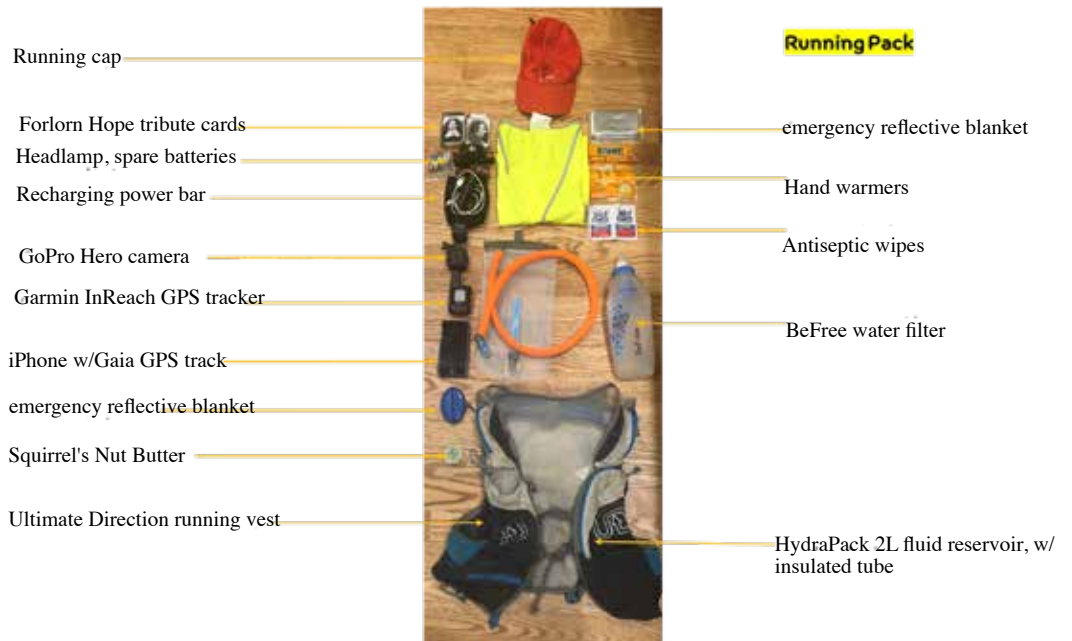 Running Pack
Running cap
Forlorn Hope tribute cards
Headlamp, spare batteries
Recharging power bar
GoPro Hero camera
Garmin InReach GPS tracker
iPhone w/Gaia GPS track
emergency reflective blanket
Squirrel's Nut Butter
Ultimate Direction running vest
emergency reflective blanket
Hand warmers
Antiseptic wipes
BeFree water filter
HydraPack 2L fluid reservoir, w/
insulated tube